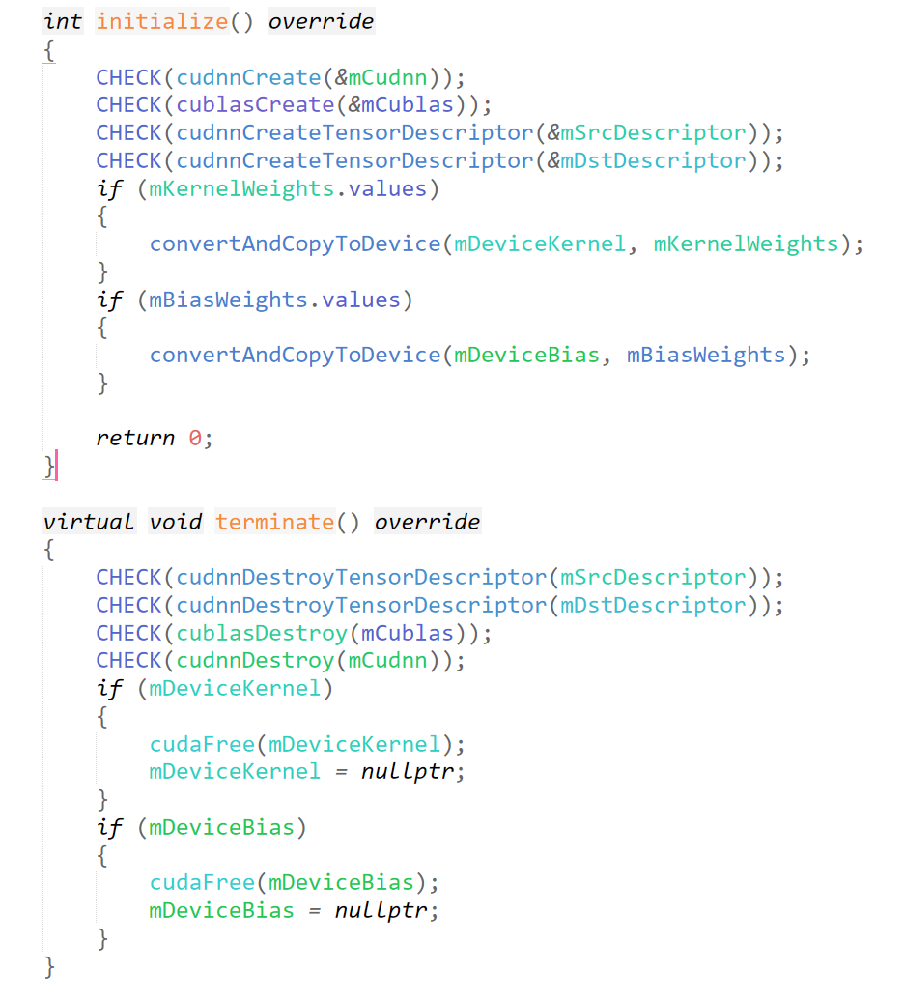 int initialize() override
{
    CHECK(cudnnCreate(&mCudnn));
    CHECK(cublasCreate(&mCublas));
    CHECK(cudnnCreateTensorDescriptor(&mSrcDescriptor));
    CHECK(cudnnCreateTensorDescriptor(&mDstDescriptor));
    if (mKernelWeights.values)
    {
        convertAndCopyToDevice(mDeviceKernel, mKernelWeights);
    }
    if (mBiasWeights.values)
    {
        convertAndCopyToDevice(mDeviceBias, mBiasWeights);
    }

    return 0;
}

virtual void terminate() override
{
    CHECK(cudnnDestroyTensorDescriptor(mSrcDescriptor));
    CHECK(cudnnDestroyTensorDescriptor(mDstDescriptor));
    CHECK(cublasDestroy(mCublas));
    CHECK(cudnnDestroy(mCudnn));
    if (mDeviceKernel)
    {
        cudaFree(mDeviceKernel);
        mDeviceKernel = nullptr;
    }
    if (mDeviceBias)
    {
        cudaFree(mDeviceBias);
        mDeviceBias = nullptr;
    }
}